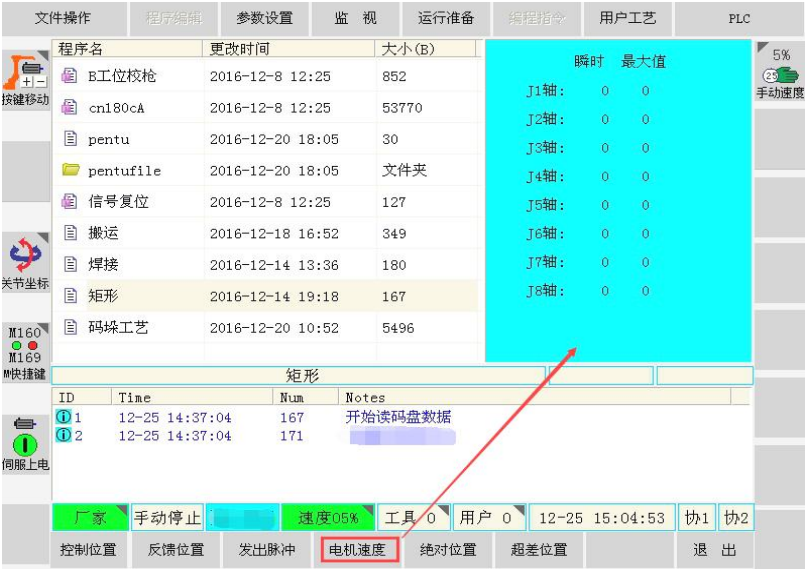 文件操作 程序编辑 参数设置 监 视 运行准备 编程指令 用户工艺 PLC
程序名 更改时间 大小(B)
B工位校枪 2016-12-8 12:25 852
cn180cA 2016-12-8 12:25 53770
pentu 2016-12-20 18:05 30
pentufile 2016-12-20 18:05 文件夹
信号复位 2016-12-8 12:25 127
搬运 2016-12-18 16:52 349
焊接 2016-12-14 13:36 180
矩形 2016-12-14 19:18 167
码垛工艺 2016-12-20 10:52 5496
瞬时 最大值
J1轴: 0 0
J2轴: 0 0
J3轴: 0 0
J4轴: 0 0
J5轴: 0 0
J6轴: 0 0
J7轴: 0 0
J8轴: 0 0
按键移动
关节坐标
M160
M169
M快捷键
伺服上电
5%
25
手动速度
矩形
ID Time Num Notes
1 12-25 14:37:04 167 开始读码盘数据
2 12-25 14:37:04 171
厂家 手动停止 速度05% 工具 0 用户 0 12-25 15:04:53 协1 协2
控制位置 反馈位置 发出脉冲 电机速度 绝对位置 超差位置 退 出